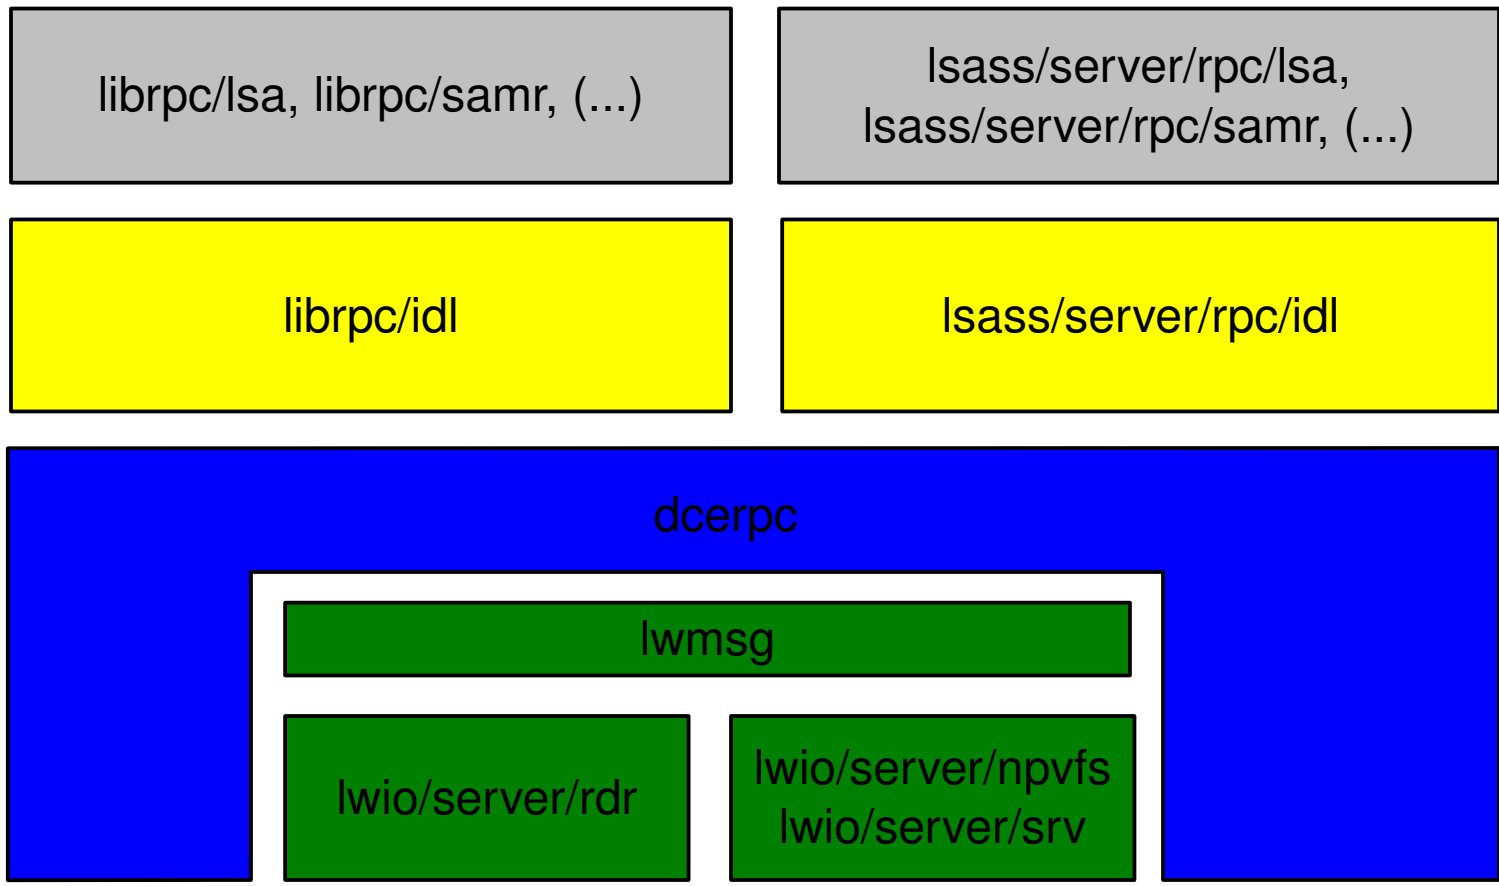 librpc/lsa, librpc/samr, (...)
lsass/server/rpc/lsa,
lsass/server/rpc/samr, (...)
librpc/idl
lsass/server/rpc/idl
dcerpc
lwmsg
lwio/server/rdr
lwio/server/npvfs
lwio/server/srv